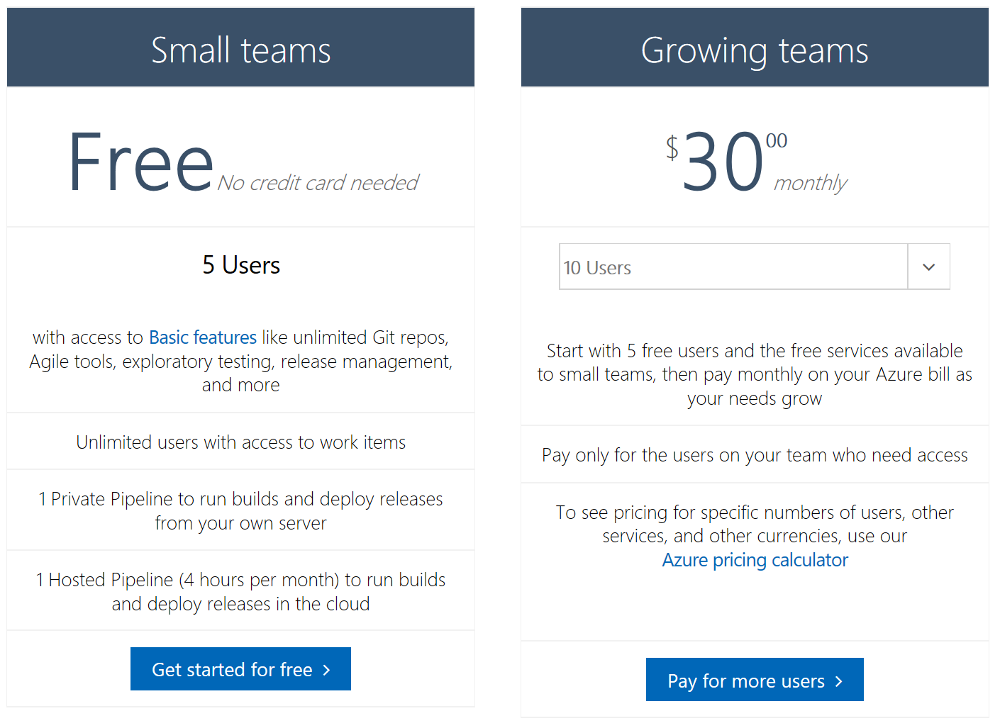 Small teams
Free No credit card needed
5 Users
with access to Basic features like unlimited Git repos,
Agile tools, exploratory testing, release management,
and more
Unlimited users with access to work items
1 Private Pipeline to run builds and deploy releases
from your own server
1 Hosted Pipeline (4 hours per month) to run builds
and deploy releases in the cloud
Get started for free >
Growing teams
$30 00 monthly
10 Users
Start with 5 free users and the free services available
to small teams, then pay monthly on your Azure bill as
your needs grow
Pay only for the users on your team who need access
To see pricing for specific numbers of users, other
services, and other currencies, use our
Azure pricing calculator
Pay for more users >